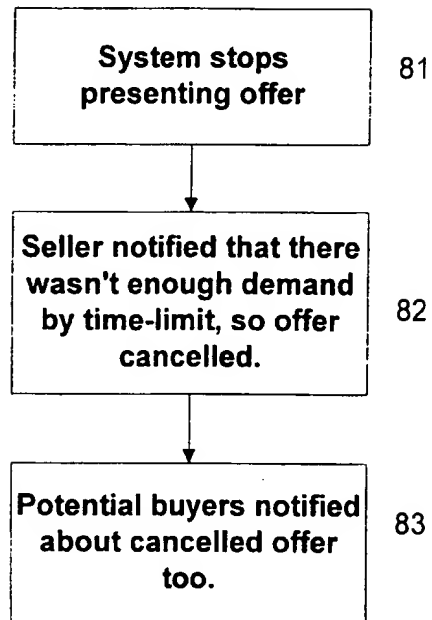 System stops
presenting offer
81
Seller notified that there
wasn't enough demand
by time-limit, so offer
cancelled.
82
Potential buyers notified
about cancelled offer
too.
83